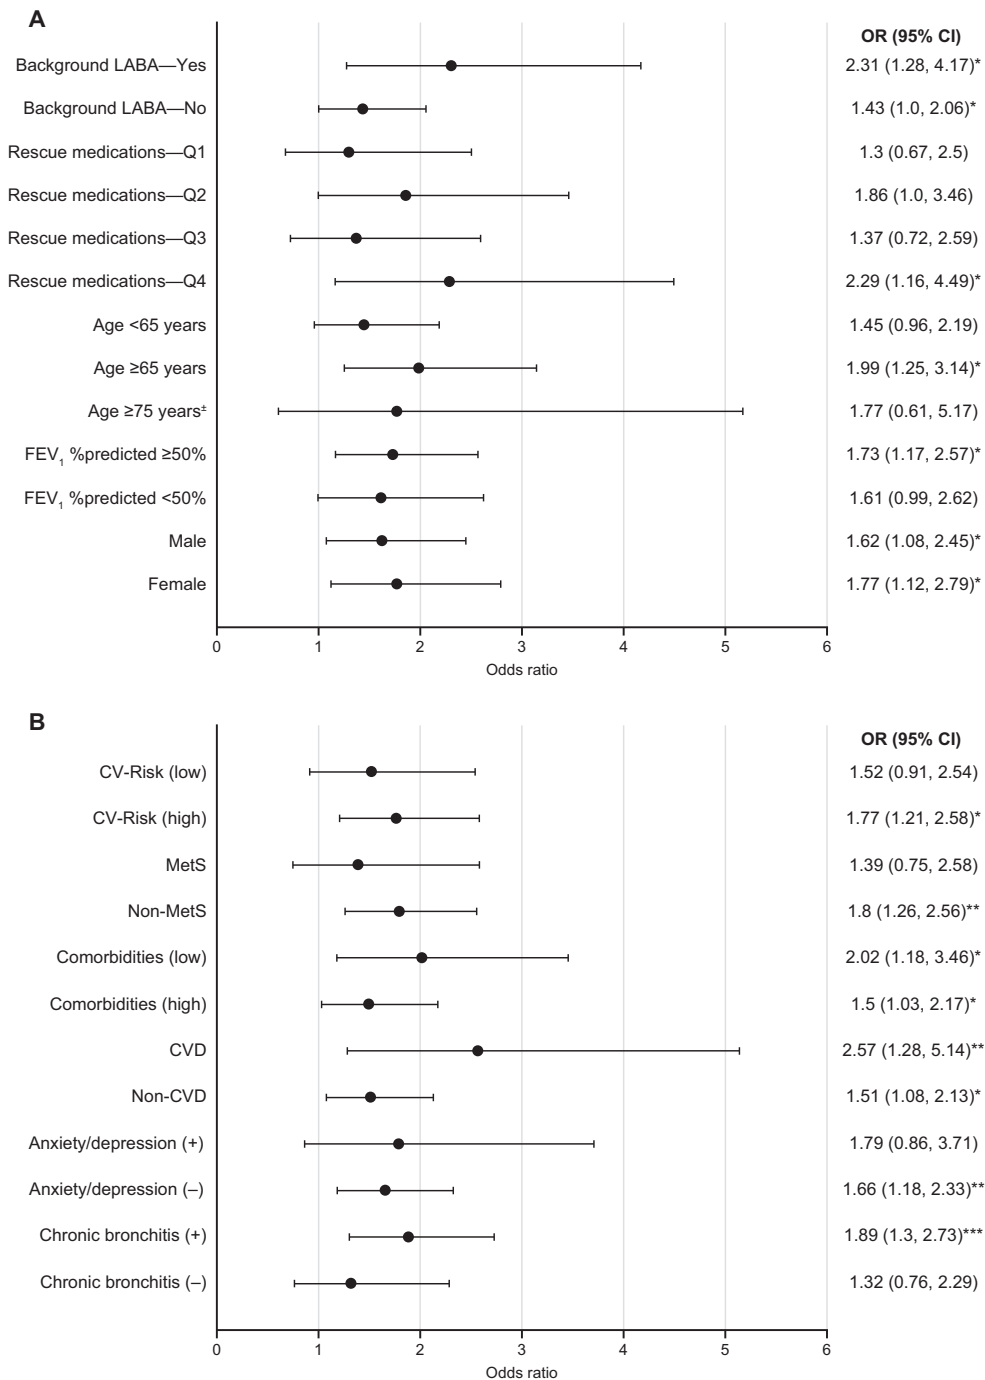 A
OR (95% CI)
Background LABA—Yes 2.31 (1.28, 4.17)*
Background LABA—No 1.43 (1.0, 2.06)*
Rescue medications—Q1 1.3 (0.67, 2.5)
Rescue medications—Q2 1.86 (1.0, 3.46)
Rescue medications—Q3 1.37 (0.72, 2.59)
Rescue medications—Q4 2.29 (1.16, 4.49)*
Age <65 years 1.45 (0.96, 2.19)
Age ≥65 years 1.99 (1.25, 3.14)*
Age ≥75 years± 1.77 (0.61, 5.17)
FEV1 %predicted ≥50% 1.73 (1.17, 2.57)*
FEV1 %predicted <50% 1.61 (0.99, 2.62)
Male 1.62 (1.08, 2.45)*
Female 1.77 (1.12, 2.79)*
0 1 2 3 4 5 6
Odds ratio
B
OR (95% CI)
CV-Risk (low) 1.52 (0.91, 2.54)
CV-Risk (high) 1.77 (1.21, 2.58)*
MetS 1.39 (0.75, 2.58)
Non-MetS 1.8 (1.26, 2.56)**
Comorbidities (low) 2.02 (1.18, 3.46)*
Comorbidities (high) 1.5 (1.03, 2.17)*
CVD 2.57 (1.28, 5.14)**
Non-CVD 1.51 (1.08, 2.13)*
Anxiety/depression (+) 1.79 (0.86, 3.71)
Anxiety/depression (–) 1.66 (1.18, 2.33)**
Chronic bronchitis (+) 1.89 (1.3, 2.73)***
Chronic bronchitis (–) 1.32 (0.76, 2.29)
0 1 2 3 4 5 6
Odds ratio